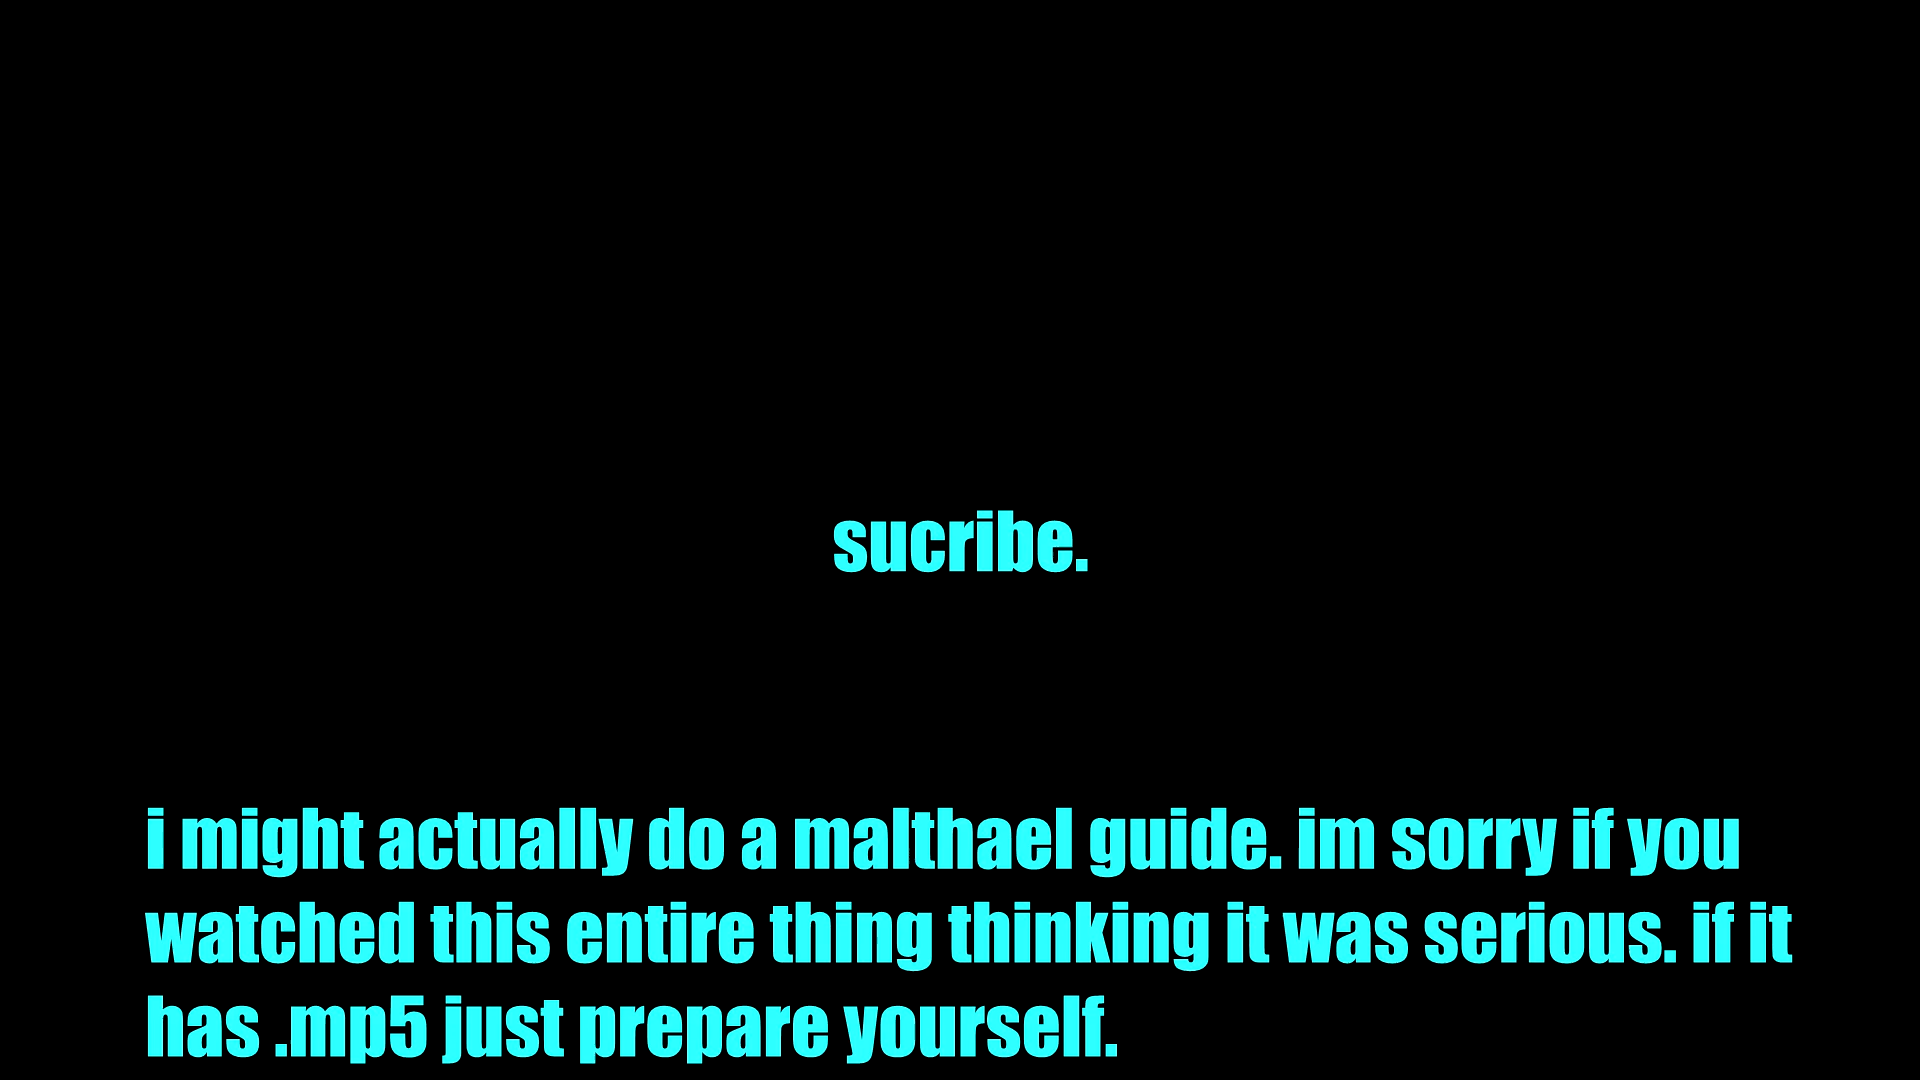 sucribe.
i might actually do a malthael guide. im sorry if you
watched this entire thing thinking it was serious. if it
has .mp5 just prepare yourself.